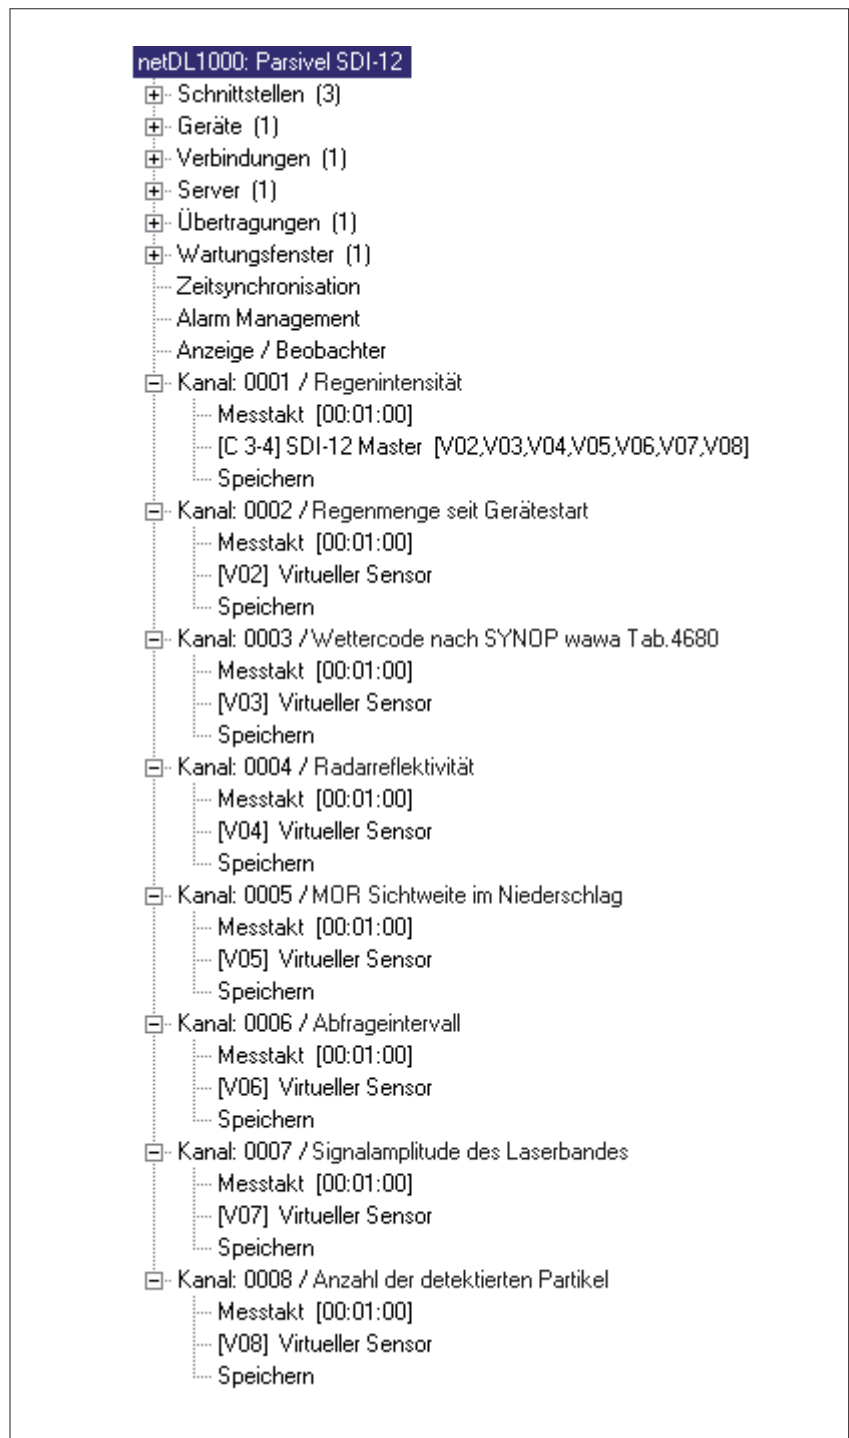 netDL1000: Parsivel SDI-12
Schnittstellen (3)
Geräte (1)
Verbindungen (1)
Server (1)
Übertragungen (1)
Wartungsfenster (1)
Zeitsynchronisation
Alarm Management
Anzeige / Beobachter
Kanal: 0001 / Regenintensität
Messtakt [00:01:00]
[C 3-4] SDI-12 Master [V02,V03,V04,V05,V06,V07,V08]
Speichern
Kanal: 0002 / Regenmenge seit Gerätestart
Messtakt [00:01:00]
[V02] Virtueller Sensor
Speichern
Kanal: 0003 / Wettercode nach SYNOP wawa Tab.4680
Messtakt [00:01:00]
[V03] Virtueller Sensor
Speichern
Kanal: 0004 / Radarreflektivität
Messtakt [00:01:00]
[V04] Virtueller Sensor
Speichern
Kanal: 0005 / MOR Sichtweite im Niederschlag
Messtakt [00:01:00]
[V05] Virtueller Sensor
Speichern
Kanal: 0006 / Abfrageintervall
Messtakt [00:01:00]
[V06] Virtueller Sensor
Speichern
Kanal: 0007 / Signalamplitude des Laserbandes
Messtakt [00:01:00]
[V07] Virtueller Sensor
Speichern
Kanal: 0008 / Anzahl der detektierten Partikel
Messtakt [00:01:00]
[V08] Virtueller Sensor
Speichern